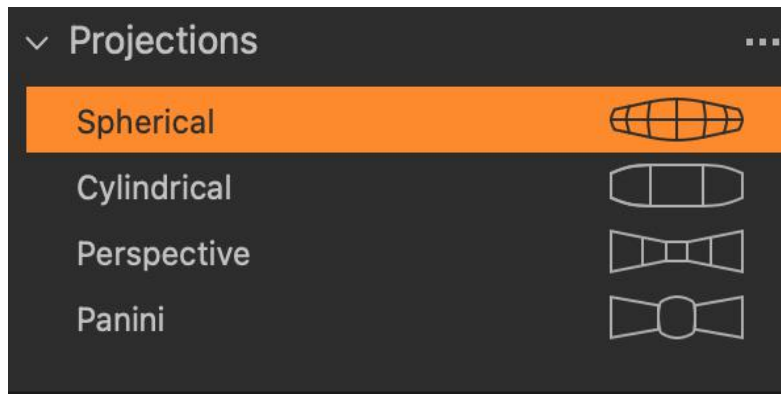 Projections
Spherical
Cylindrical
Perspective
Panini